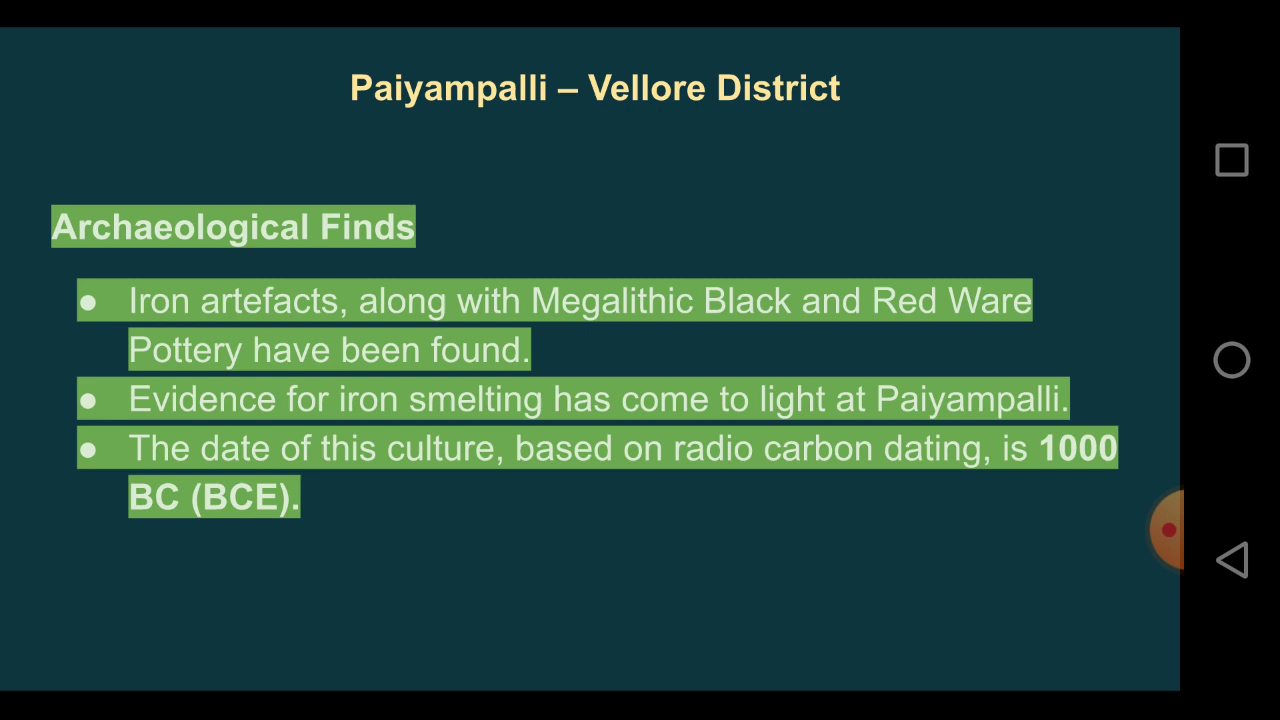 Paiyampalli – Vellore District
Archaeological Finds
● Iron artefacts, along with Megalithic Black and Red Ware
Pottery have been found.
● Evidence for iron smelting has come to light at Paiyampalli.
● The date of this culture, based on radio carbon dating, is 1000
BC (BCE).